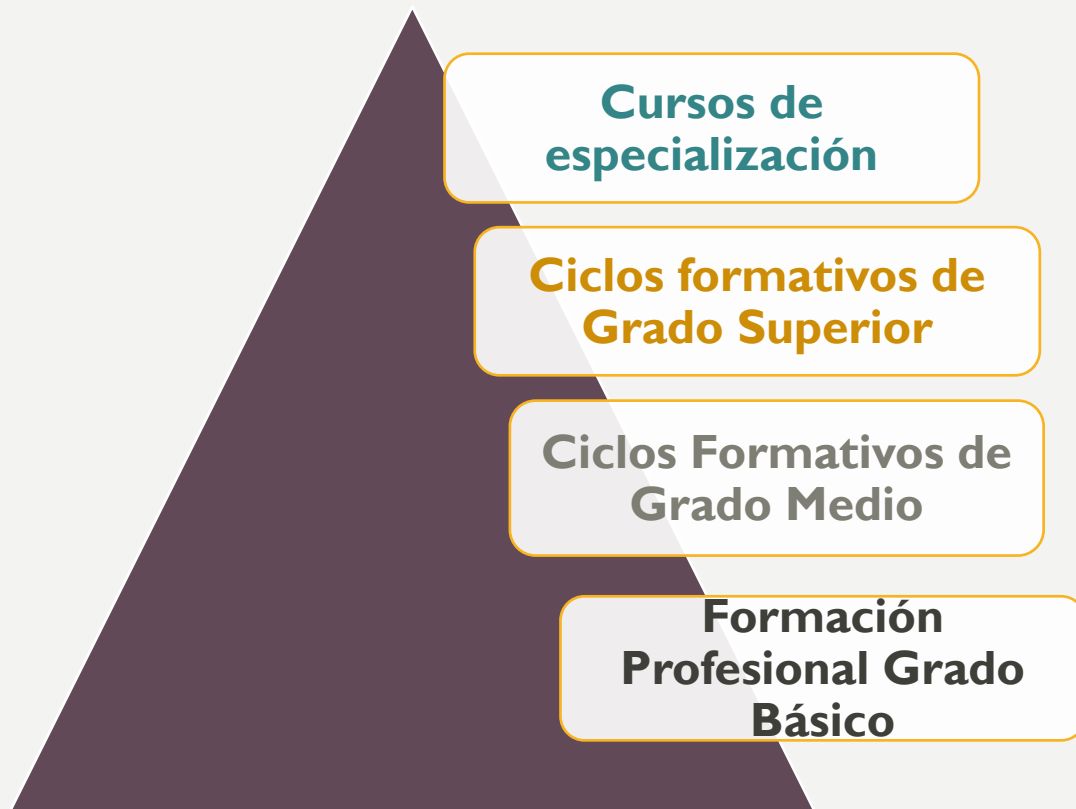 Cursos de
especialización
Ciclos formativos de
Grado Superior
Ciclos Formativos de
Grado Medio
Formación
Profesional Grado
Básico